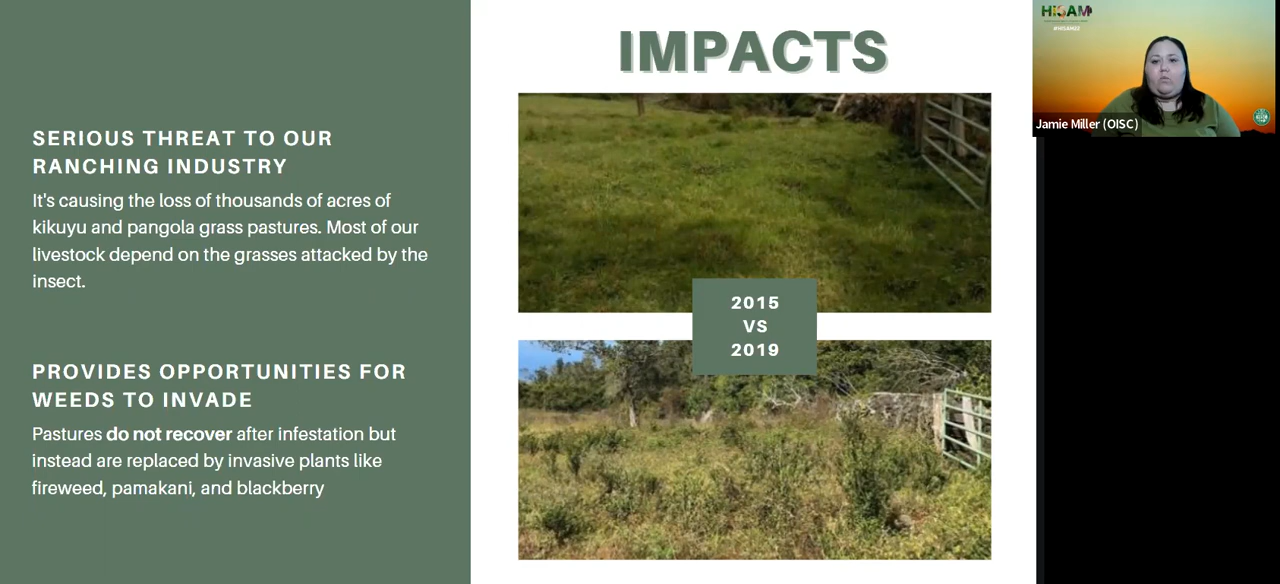 IMPACTS
SERIOUS THREAT TO OUR
RANCHING INDUSTRY
It's causing the loss of thousands of acres of
kikuyu and pangola grass pastures. Most of our
livestock depend on the grasses attacked by the
insect.
PROVIDES OPPORTUNITIES FOR
WEEDS TO INVADE
Pastures do not recover after infestation but
instead are replaced by invasive plants like
fireweed, pamakani, and blackberry
2015
VS
2019
HISAM
#HISAM22
Jamie Miller (OISC)